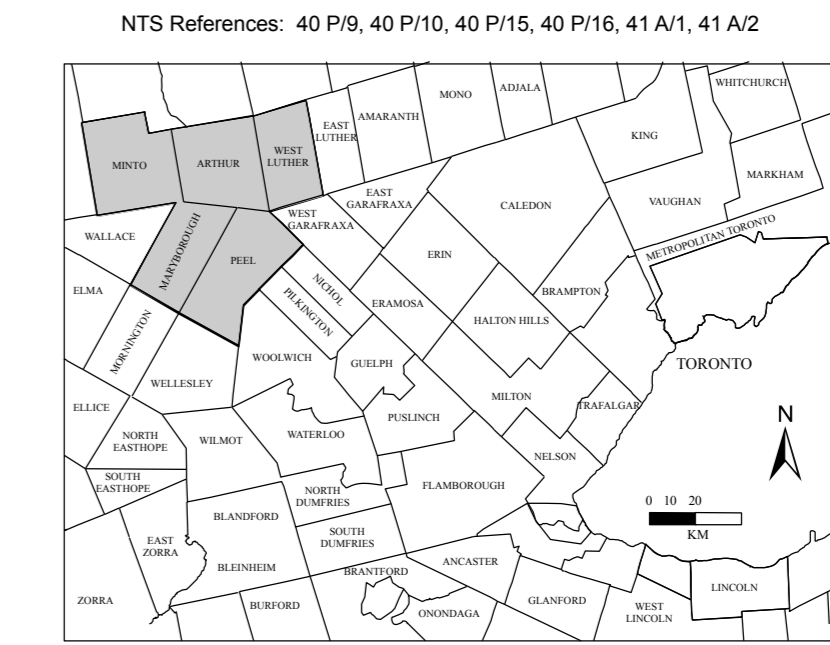 NTS References: 40 P/9, 40 P/10, 40 P/15, 40 P/16, 41 A/1, 41 A/2
WHITCHURCH
ADJALA
MONO
AMARANTH
EAST
LUTHER
KING
WEST
LUTHER
MINTO
ARTHUR
MARKHAM
EAST
GARAFRAXA
CALEDON
VAUGHAN
WEST
GARAFRAXA
METROPOLITAN TORONTO
WALLACE
MARYBOROUGH
PEEL
ERIN
ELMA
NICHOL
PILKINGTON
ERAMOSA
BRAMPTON
HALTON HILLS
MORNINGTON
WOOLWICH
GUELPH
TORONTO
WELLESLEY
MILTON
TRAFALGAR
ELLICE
PUSLINCH
N
NORTH
EASTHOPE
WILMOT
WATERLOO
NELSON
SOUTH
EASTHOPE
FLAMBOROUGH
NORTH
DUMFRIES
0 10 20
KM
BLANDFORD
EAST
ZORRA
SOUTH
DUMFRIES
BLEINHEIM
BRANTFORD
ANCASTER
LINCOLN
ZORRA
BURFORD
ONONDAGA
GLANFORD
WEST
LINCOLN